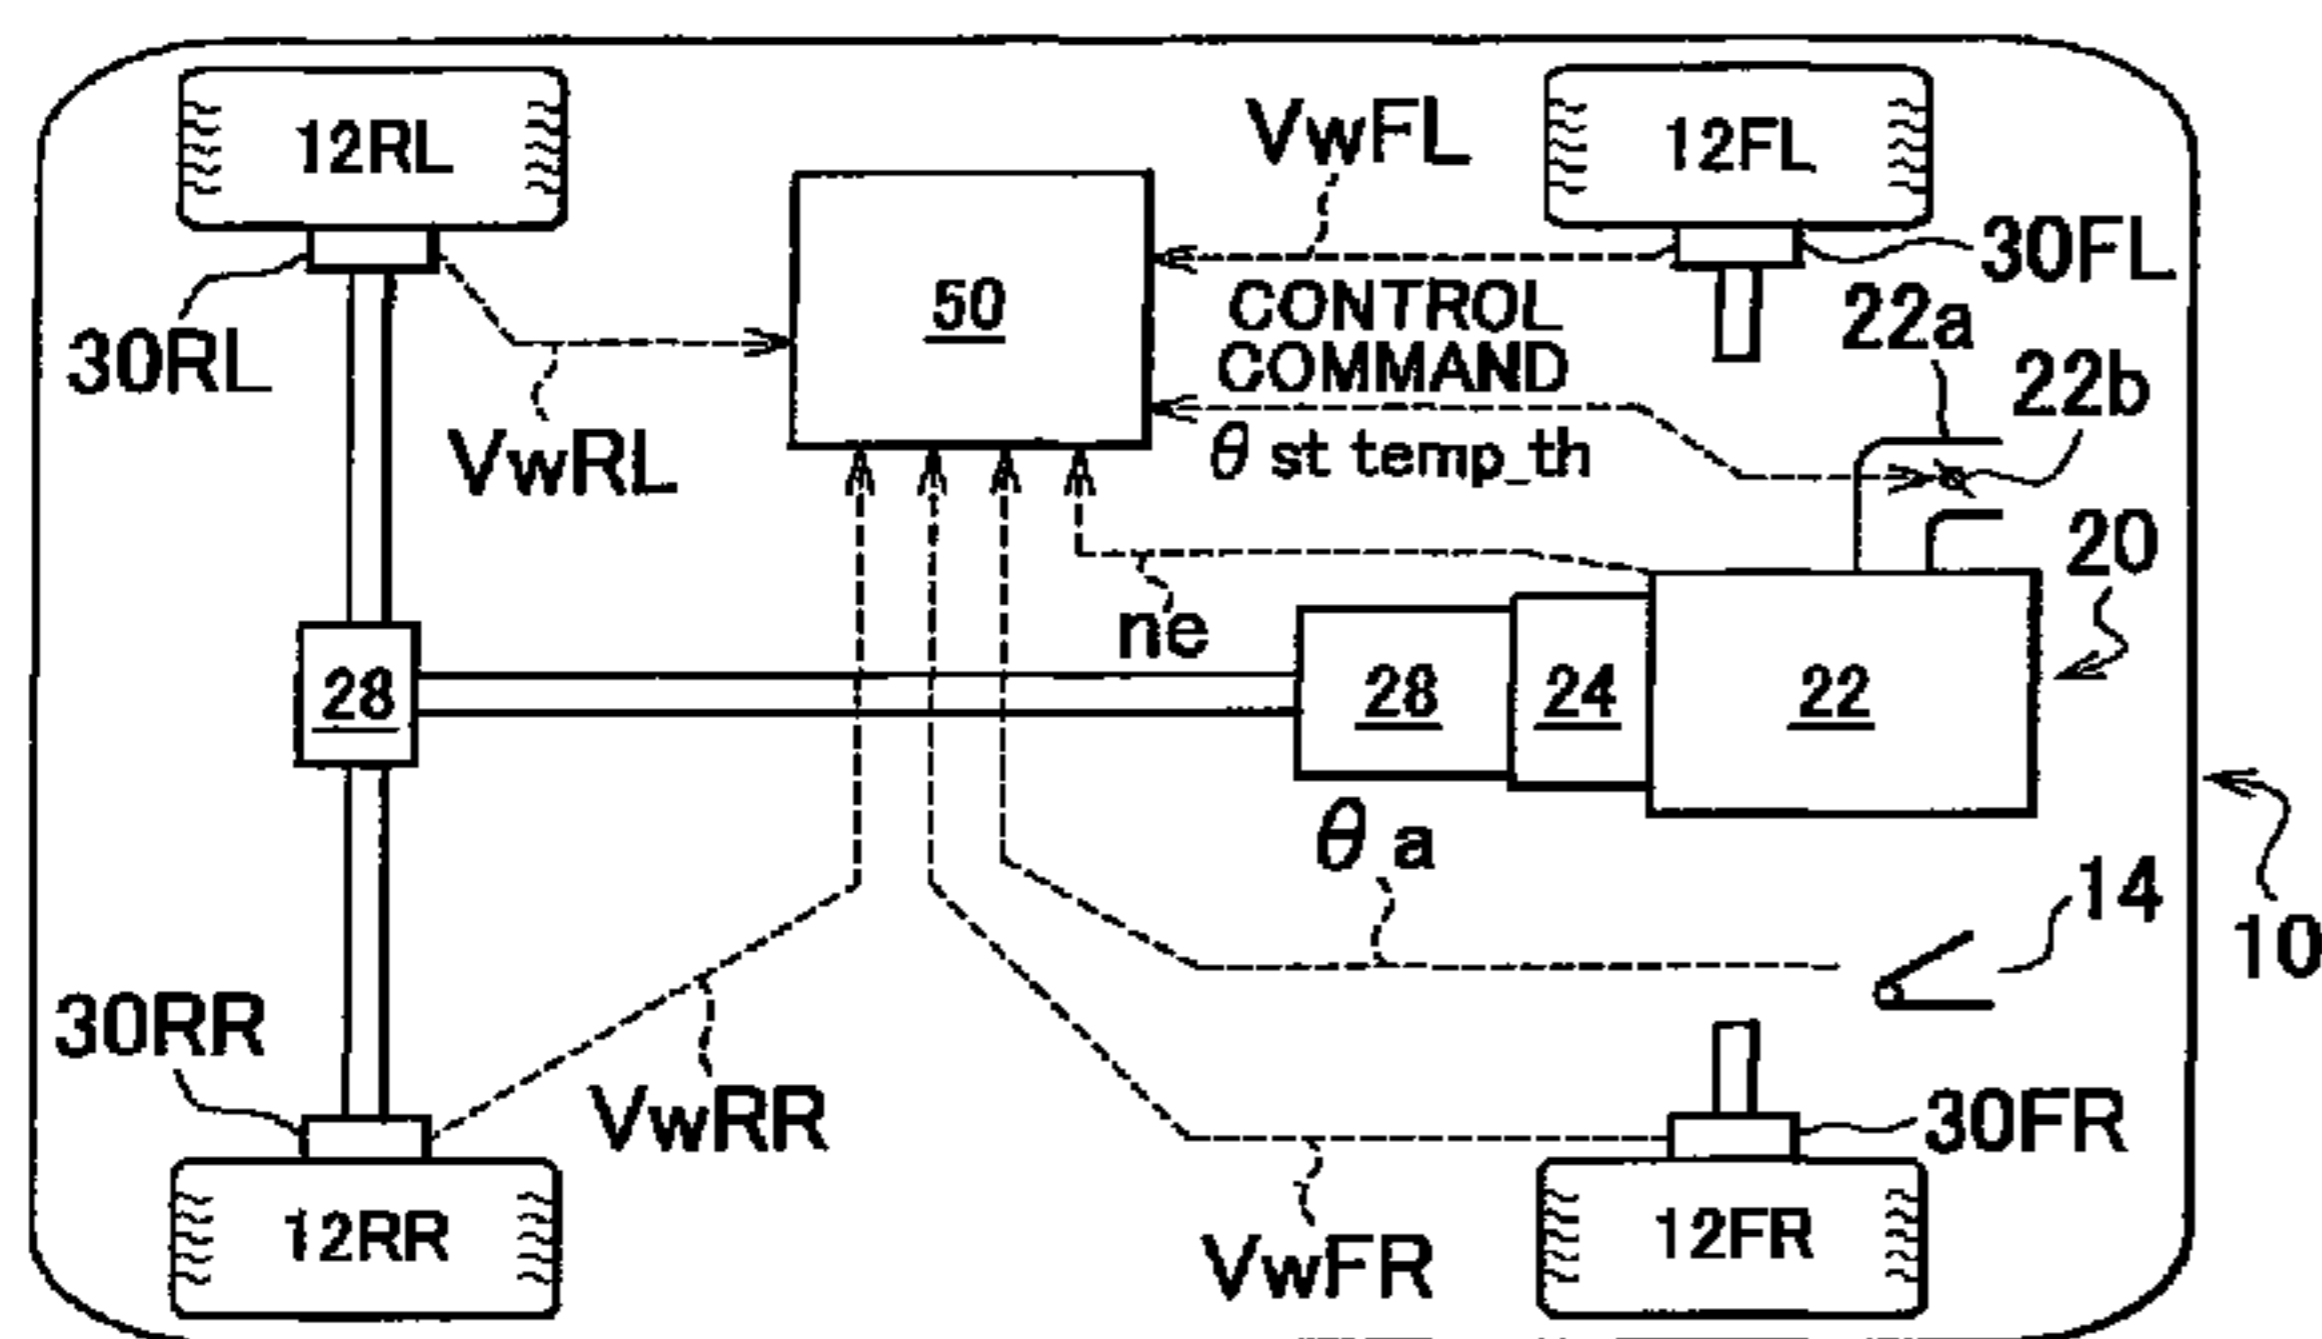 12RL
VwFL
12FL
30FL
50
CONTROL
COMMAND
22a
30RL
22b
VwRL
θ st temp_th
20
ne
28
28
24
22
θ a
14
10
30RR
VwRR
30FR
12RR
VwFR
12FR